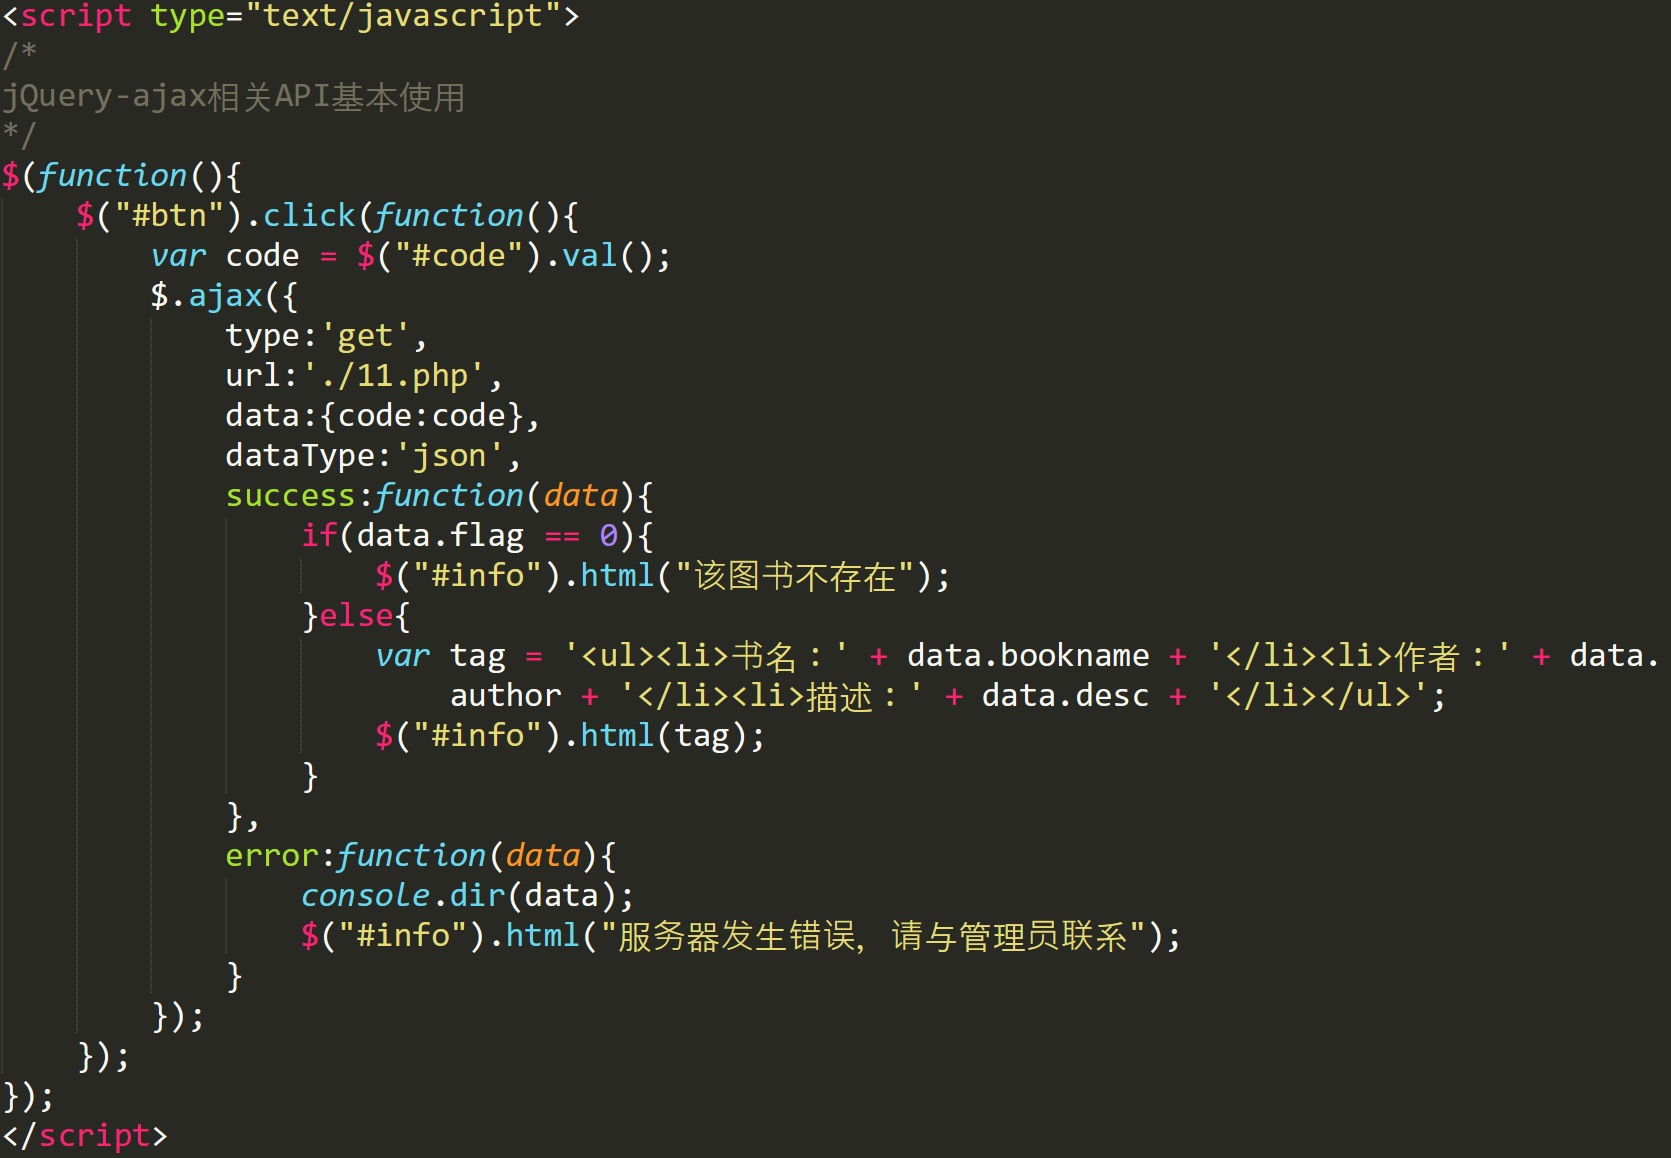 <script type="text/javascript">
/*
jQuery-ajax相关API基本使用
*/
$(function(){
    $("#btn").click(function(){
        var code = $("#code").val();
        $.ajax({
            type:'get',
            url:'./11.php',
            data:{code:code},
            dataType:'json',
            success:function(data){
                if(data.flag == 0){
                    $("#info").html("该图书不存在");
                }else{
                    var tag = '<ul><li>书名：' + data.bookname + '</li><li>作者：' + data.
                        author + '</li><li>描述：' + data.desc + '</li></ul>';
                    $("#info").html(tag);
                }
            },
            error:function(data){
                console.dir(data);
                $("#info").html("服务器发生错误，请与管理员联系");
            }
        });
    });
});
</script>